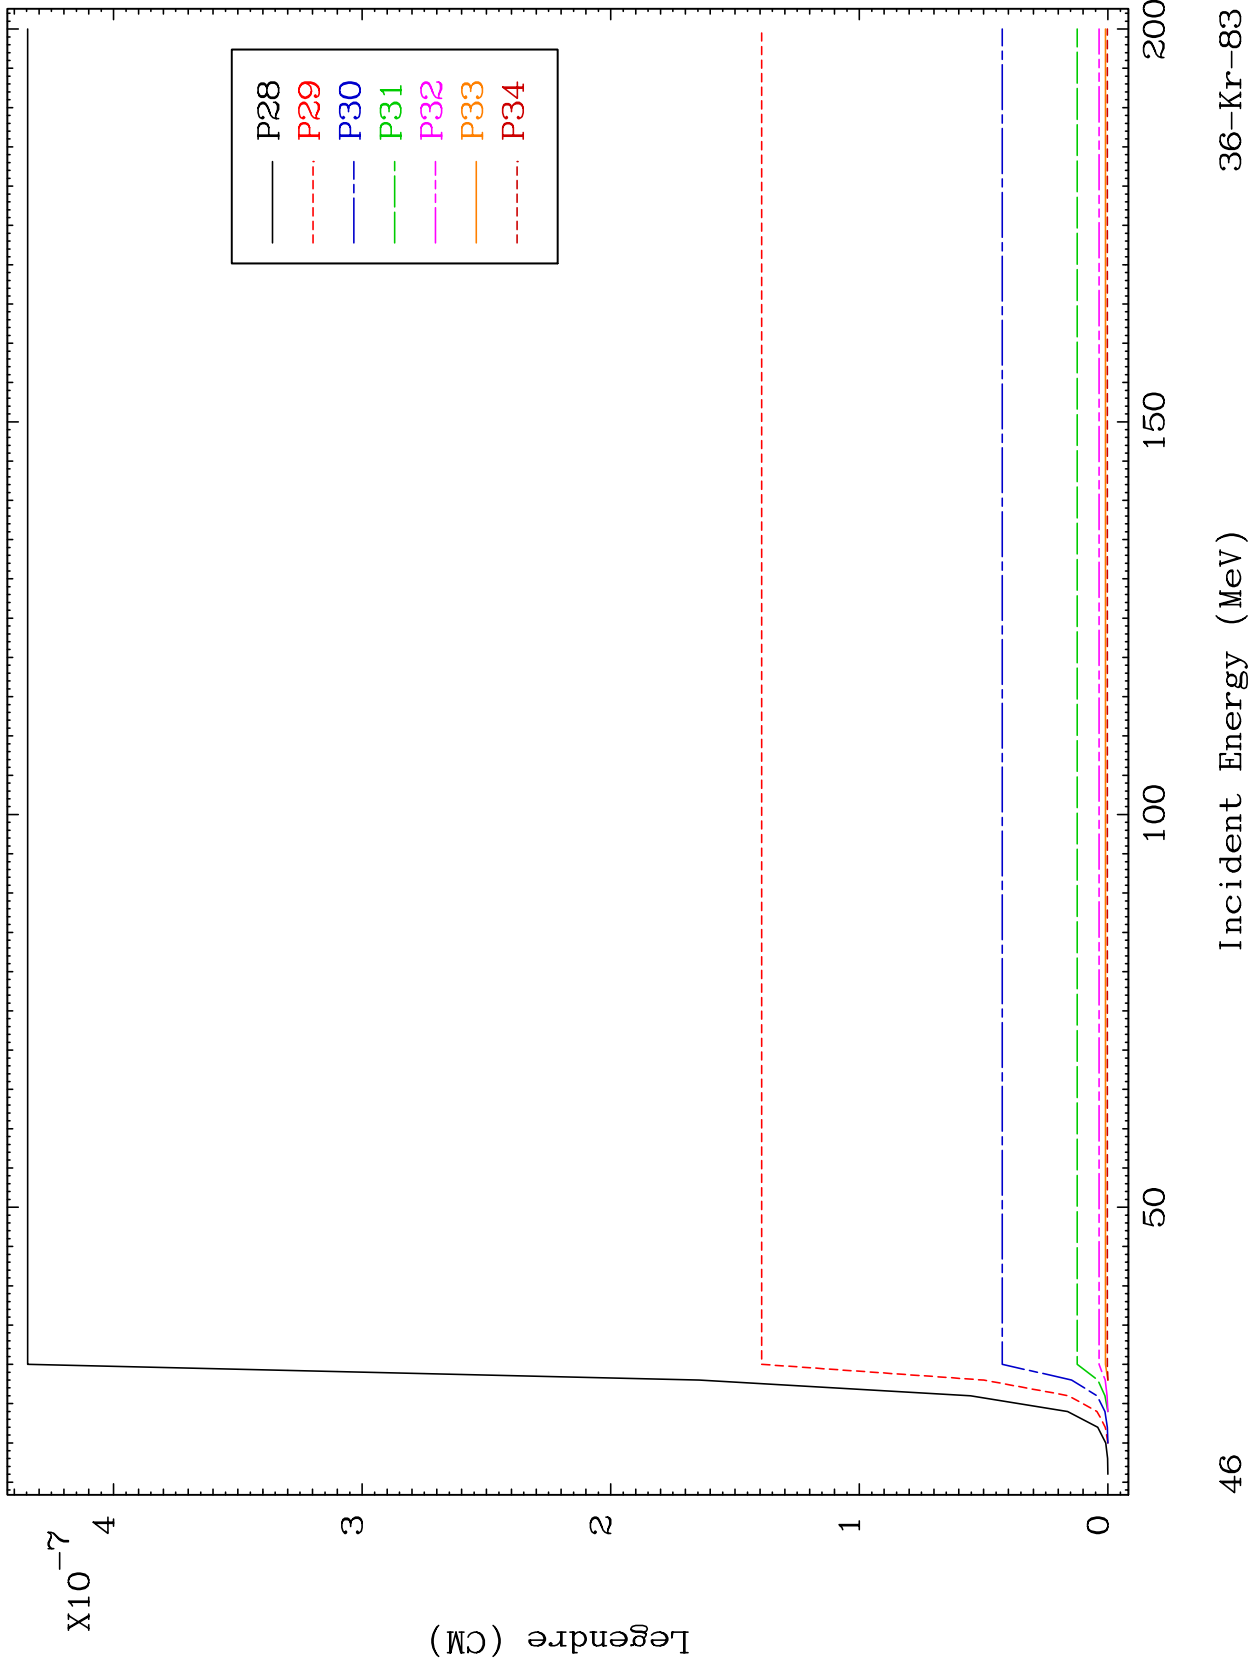 X10-7
4
3
2
1
0
Legendre (CM)
P28
P29
P30
P31
P32
P33
P34
50
100
150
200
Incident Energy (MeV)
46
36-Kr-83